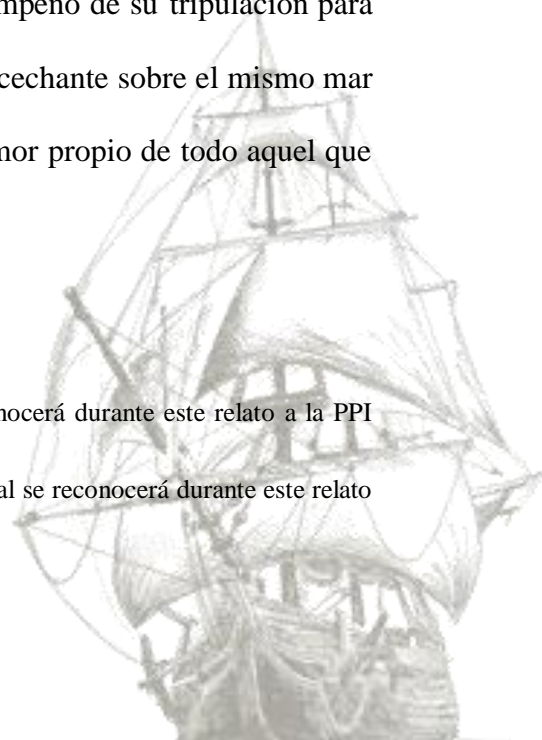 mpeño de su tripulación para
cechante sobre el mismo mar
mor propio de todo aquel que
nocerá durante este relato a la PPI
al se reconocerá durante este relato